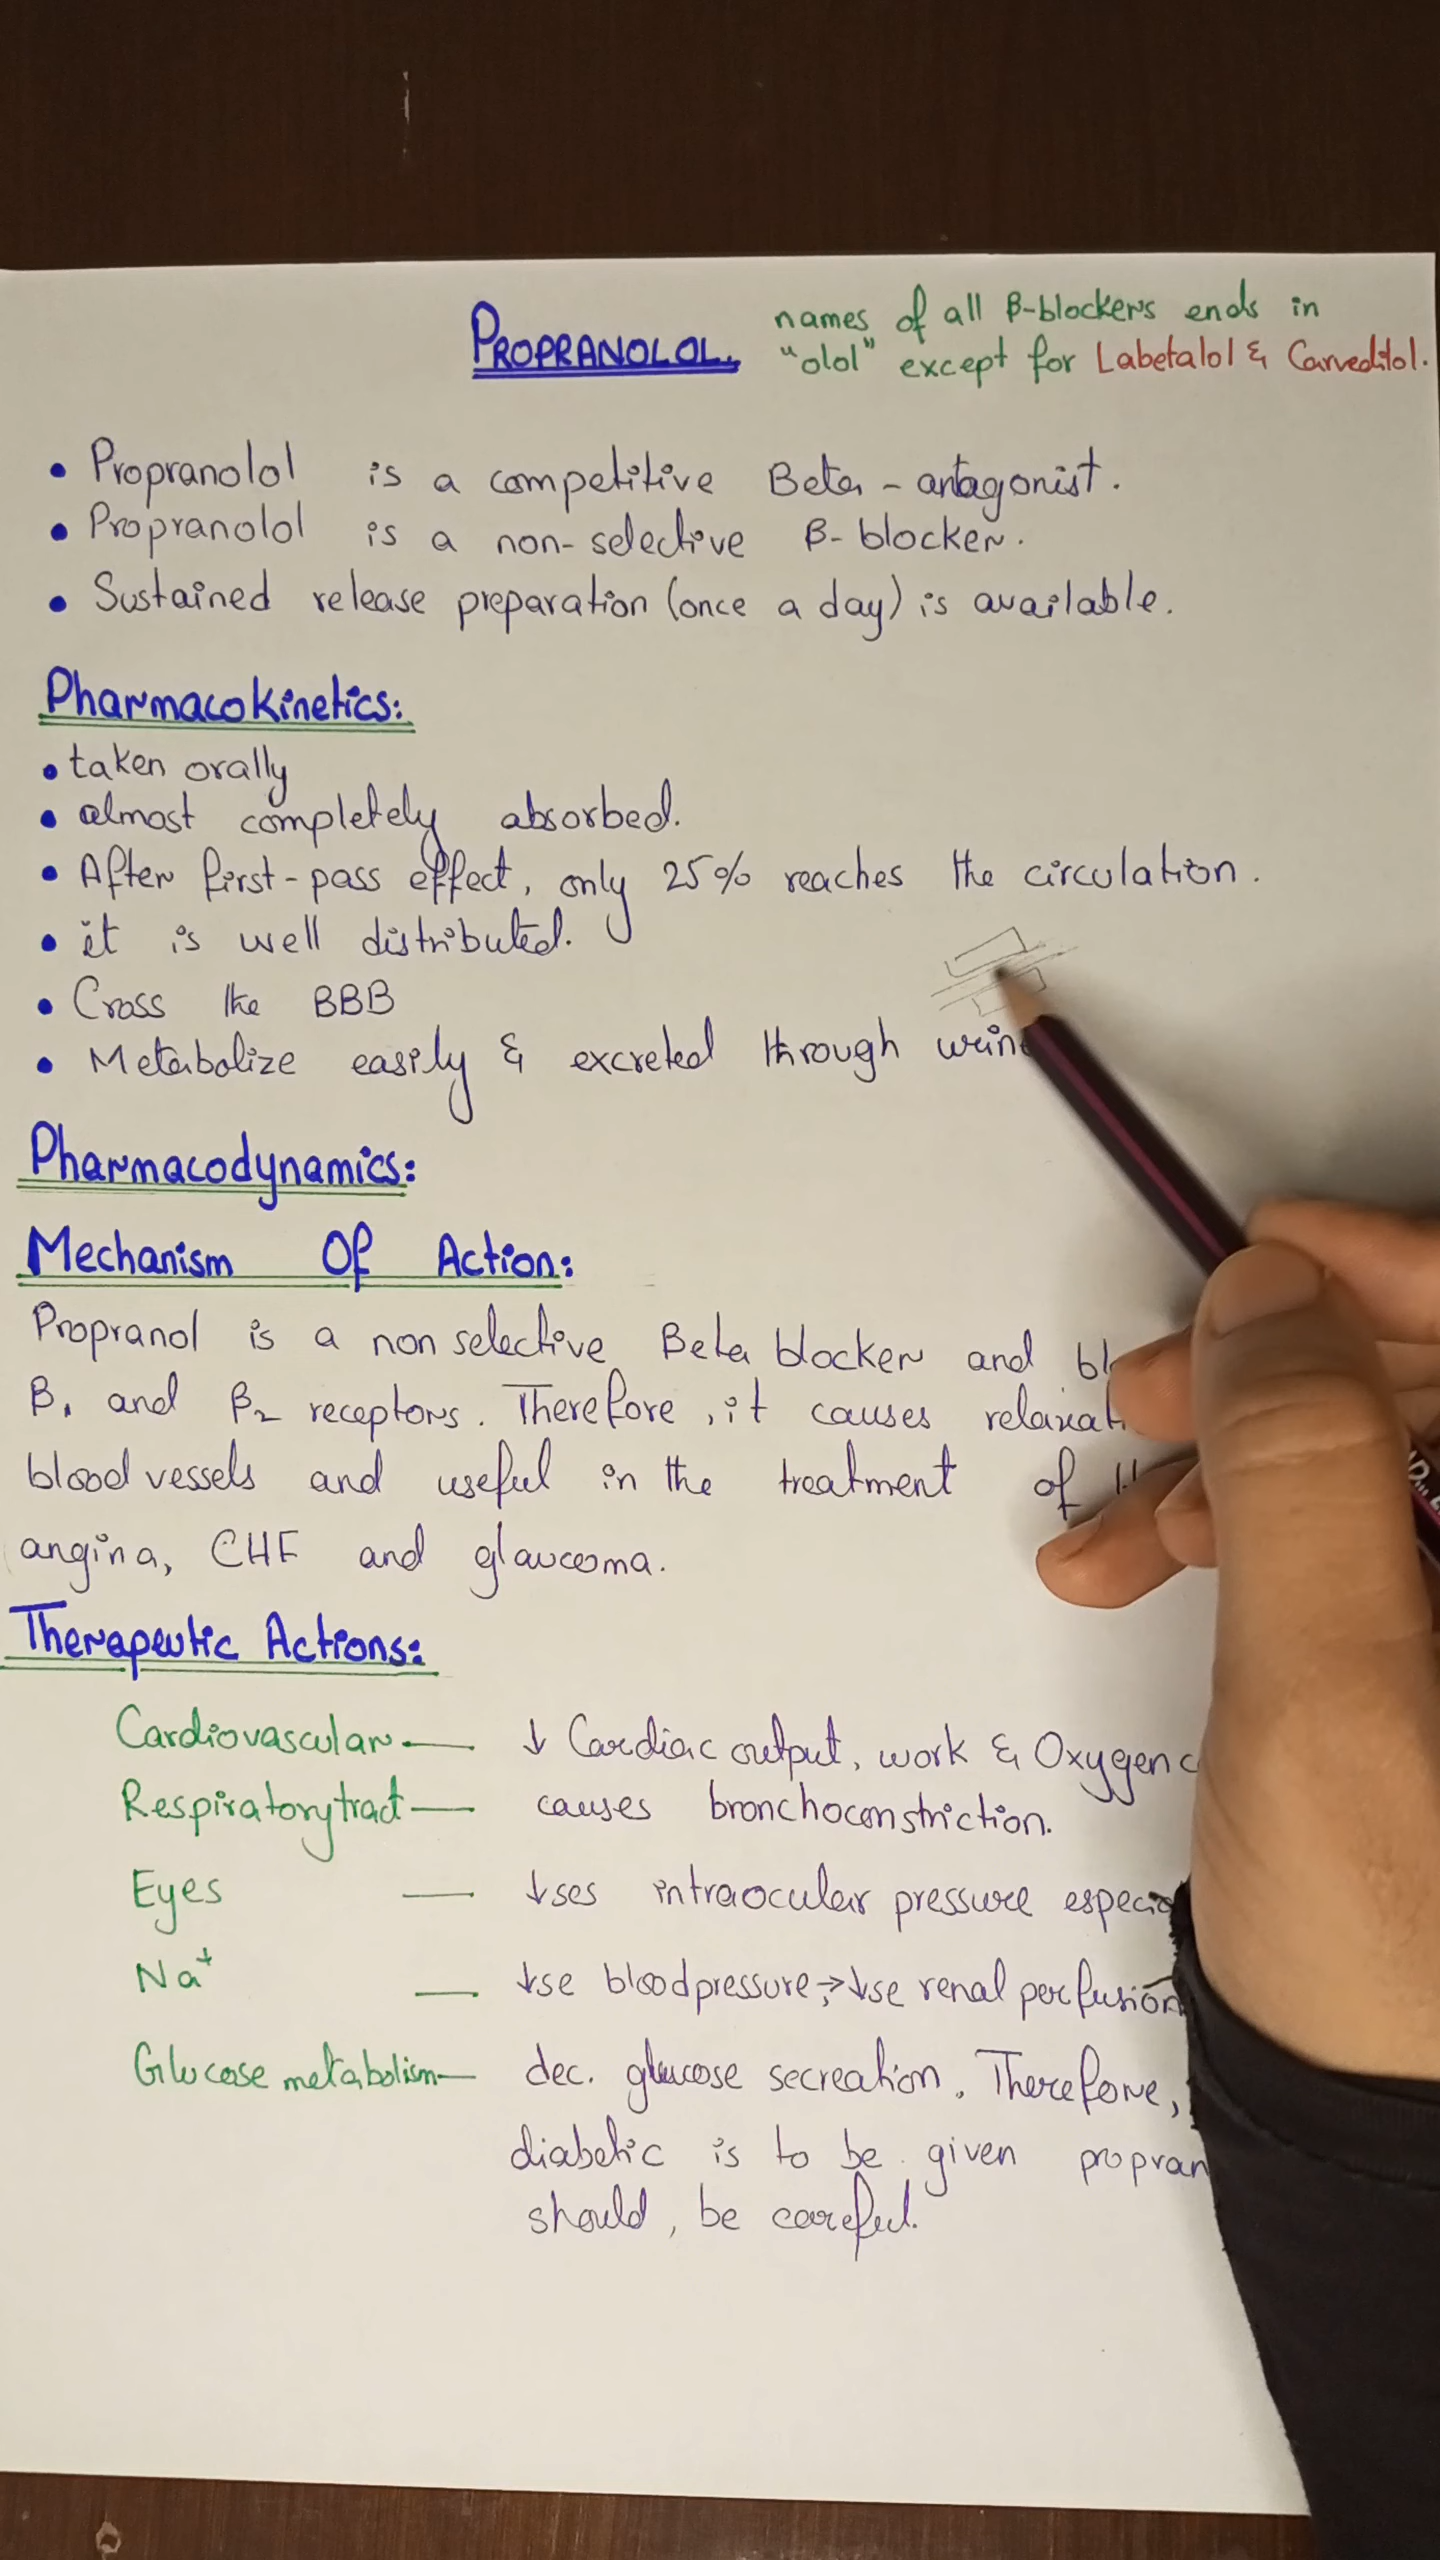 PROPRANOLOL.
names of all β-blockers ends in
"olol" except for Labetalol & Carveditol.
• Propranolol is a competitive Beta-antagonist.
• Propranolol is a non-selective β-blocker.
• Sustained release preparation (once a day) is available.
Pharmacokinetics:
• taken orally
• almost completely absorbed.
• After first-pass effect, only 25% reaches the circulation.
• it is well distributed.
• Cross the BBB
• Metabolize easily & excreted through
Pharmacodynamics:
Mechanism Of Action:
Propranol is a non selective Beta blocker and
β₁ and β₂ receptors. Therefore, it causes
blood vessels and useful in the treatment of
angina, CHF and glaucoma.
Therapeutic Actions:
Cardiovascular — ↓ Cardiac output, work & Oxygen
Respiratory tract — causes bronchoconstriction.
Eyes — ↓ses intraocular pressure
Na⁺ — ↓se blood pressure, → ↓se renal perfusion
Glucose metabolism — dec. glucose secreation. Therefore,
diabetic is to be given
should, be careful.